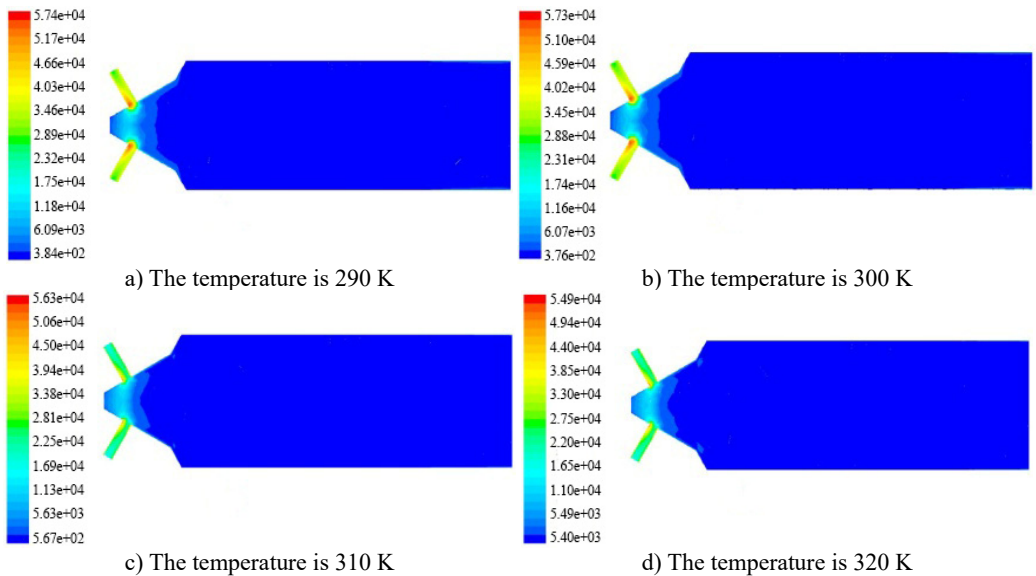 5.74e+04
5.17e+04
4.66e+04
4.03e+04
3.46e+04
2.89e+04
2.32e+04
1.75e+04
1.18e+04
6.09e+03
3.84e+02
a) The temperature is 290 K
5.73e+04
5.10e+04
4.59e+04
4.02e+04
3.45e+04
2.88e+04
2.31e+04
1.74e+04
1.16e+04
6.07e+03
3.76e+02
b) The temperature is 300 K
5.63e+04
5.06e+04
4.50e+04
3.94e+04
3.38e+04
2.81e+04
2.25e+04
1.69e+04
1.13e+04
5.67e+03
5.67e+02
c) The temperature is 310 K
5.49e+04
4.94e+04
4.40e+04
3.85e+04
3.30e+04
2.75e+04
2.20e+04
1.65e+04
1.10e+04
5.49e+03
5.40e+03
d) The temperature is 320 K